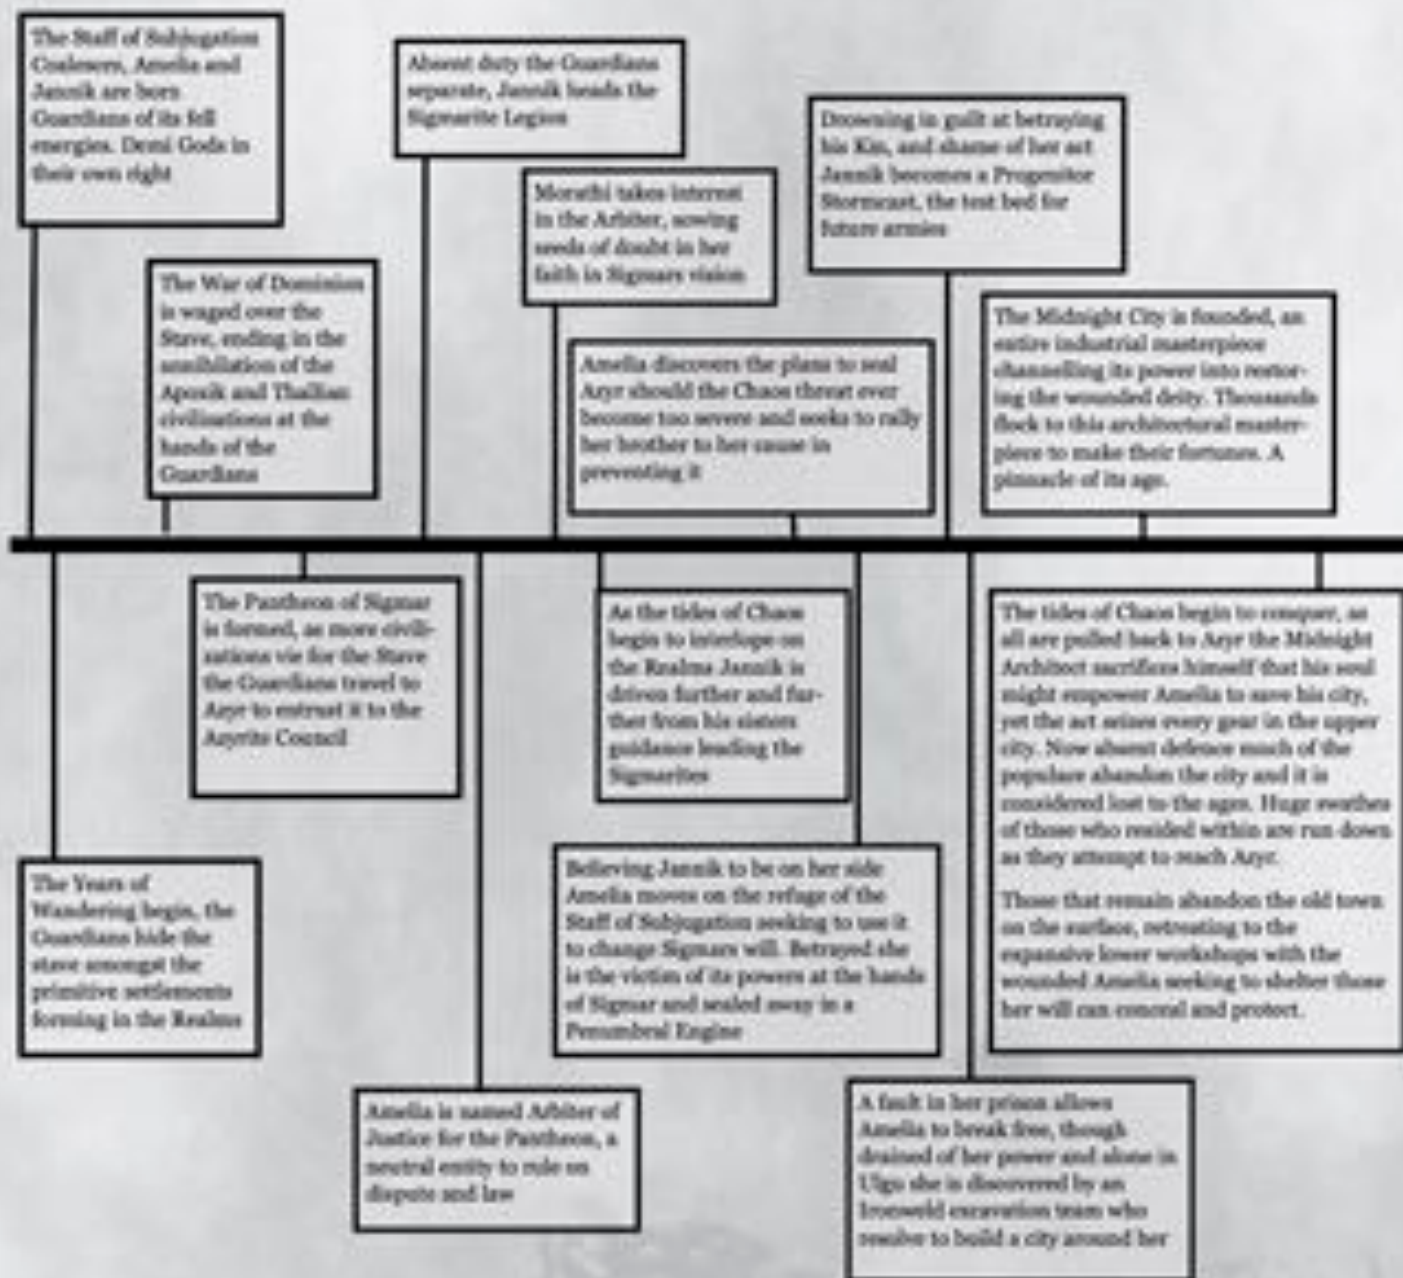 The Staff of Subjugation
Coalesces, Amelia and
Jannik are born
Guardians of its fell
energies. Demi Gods in
their own right
The War of Dominion
is waged over the
Stave, ending in the
annihilation of the
Aposik and Thallian
civilisations at the
hands of the
Guardians
Absent duty the Guardians
separate, Jannik heads the
Sigmarite Legion
Morathi takes interest
in the Arbiter, sowing
seeds of doubt in her
faith in Sigmars vision
Amelia discovers the plans to seal
Azyr should the Chaos threat ever
become too severe and seeks to rally
her brother to her cause in
preventing it
Drowning in guilt at betraying
his Kin, and shame of her act
Jannik becomes a Progenitor
Stormcast, the test bed for
future armies
The Midnight City is founded, an
entire industrial masterpiece
channelling its power into restor-
ing the wounded deity. Thousands
flock to this architectural master-
piece to make their fortunes. A
pinnacle of its age.
The Years of
Wandering begin, the
Guardians hide the
stave amongst the
primitive settlements
forming in the Realms
The Pantheon of Sigmar
is formed, as more civili-
sations vie for the Stave
the Guardians travel to
Azyr to entrust it to the
Azyrite Council
Amelia is named Arbiter of
Justice for the Pantheon, a
neutral entity to rule on
dispute and law
As the tides of Chaos
begin to interlope on
the Realms Jannik is
driven further and fur-
ther from his sisters
guidance leading the
Sigmarites
Believing Jannik to be on her side
Amelia moves on the refuge of the
Staff of Subjugation seeking to use it
to change Sigmars will. Betrayed she
is the victim of its powers at the hands
of Sigmar and sealed away in a
Penumbral Engine
A fault in her prison allows
Amelia to break free, though
drained of her power and alone in
Ulgu she is discovered by an
Ironweld excavation team who
resolve to build a city around her
The tides of Chaos begin to conquer, as
all are pulled back to Azyr the Midnight
Architect sacrifices himself that his soul
might empower Amelia to save his city,
yet the act seizes every gear in the upper
city. Now absent defence much of the
populace abandon the city and it is
considered lost to the ages. Huge swathes
of those who resided within are run down
as they attempt to reach Azyr.
Those that remain abandon the old town
on the surface, retreating to the
expansive lower workshops with the
wounded Amelia seeking to shelter those
her will can conceal and protect.